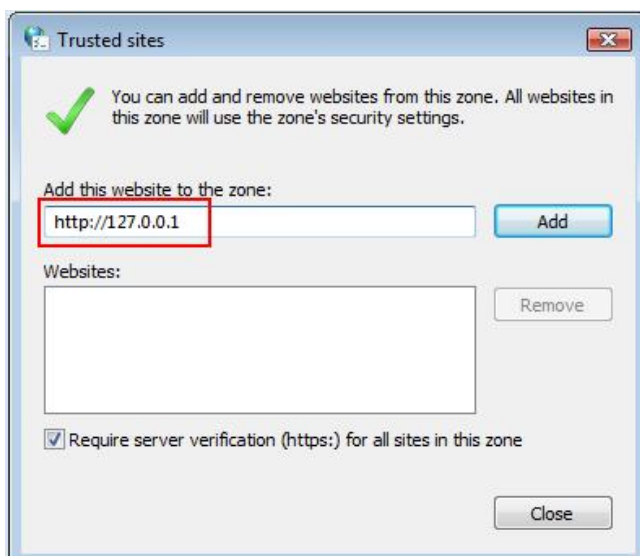 Trusted sites
You can add and remove websites from this zone. All websites in
this zone will use the zone's security settings.
Add this website to the zone:
http://127.0.0.1
Add
Websites:
Remove
Require server verification (https:) for all sites in this zone
Close